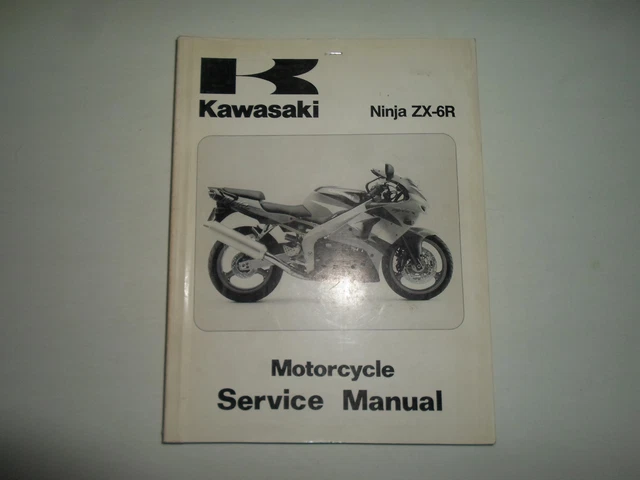 Kawasaki
Ninja ZX-6R
Motorcycle
Service Manual